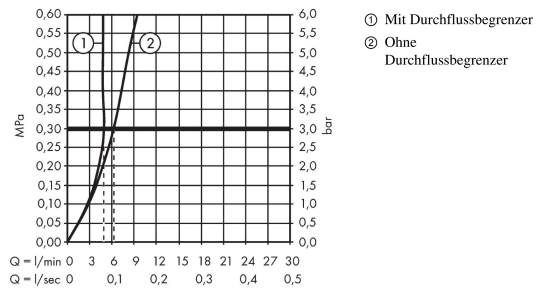 0,60 6,0
0,55 5,5
0,50 5,0
0,45 4,5
0,40 4,0
0,35 3,5
0,30 3,0
0,25 2,5
0,20 2,0
0,15 1,5
0,10 1,0
0,05 0,5
0,00 0,0
MPa
bar
1
2
Q = l/min 0 3 6 9 12 15 18 21 24 27 30
Q = l/sec 0 0,1 0,2 0,3 0,4 0,5
① Mit Durchflussbegrenzer
② Ohne
Durchflussbegrenzer